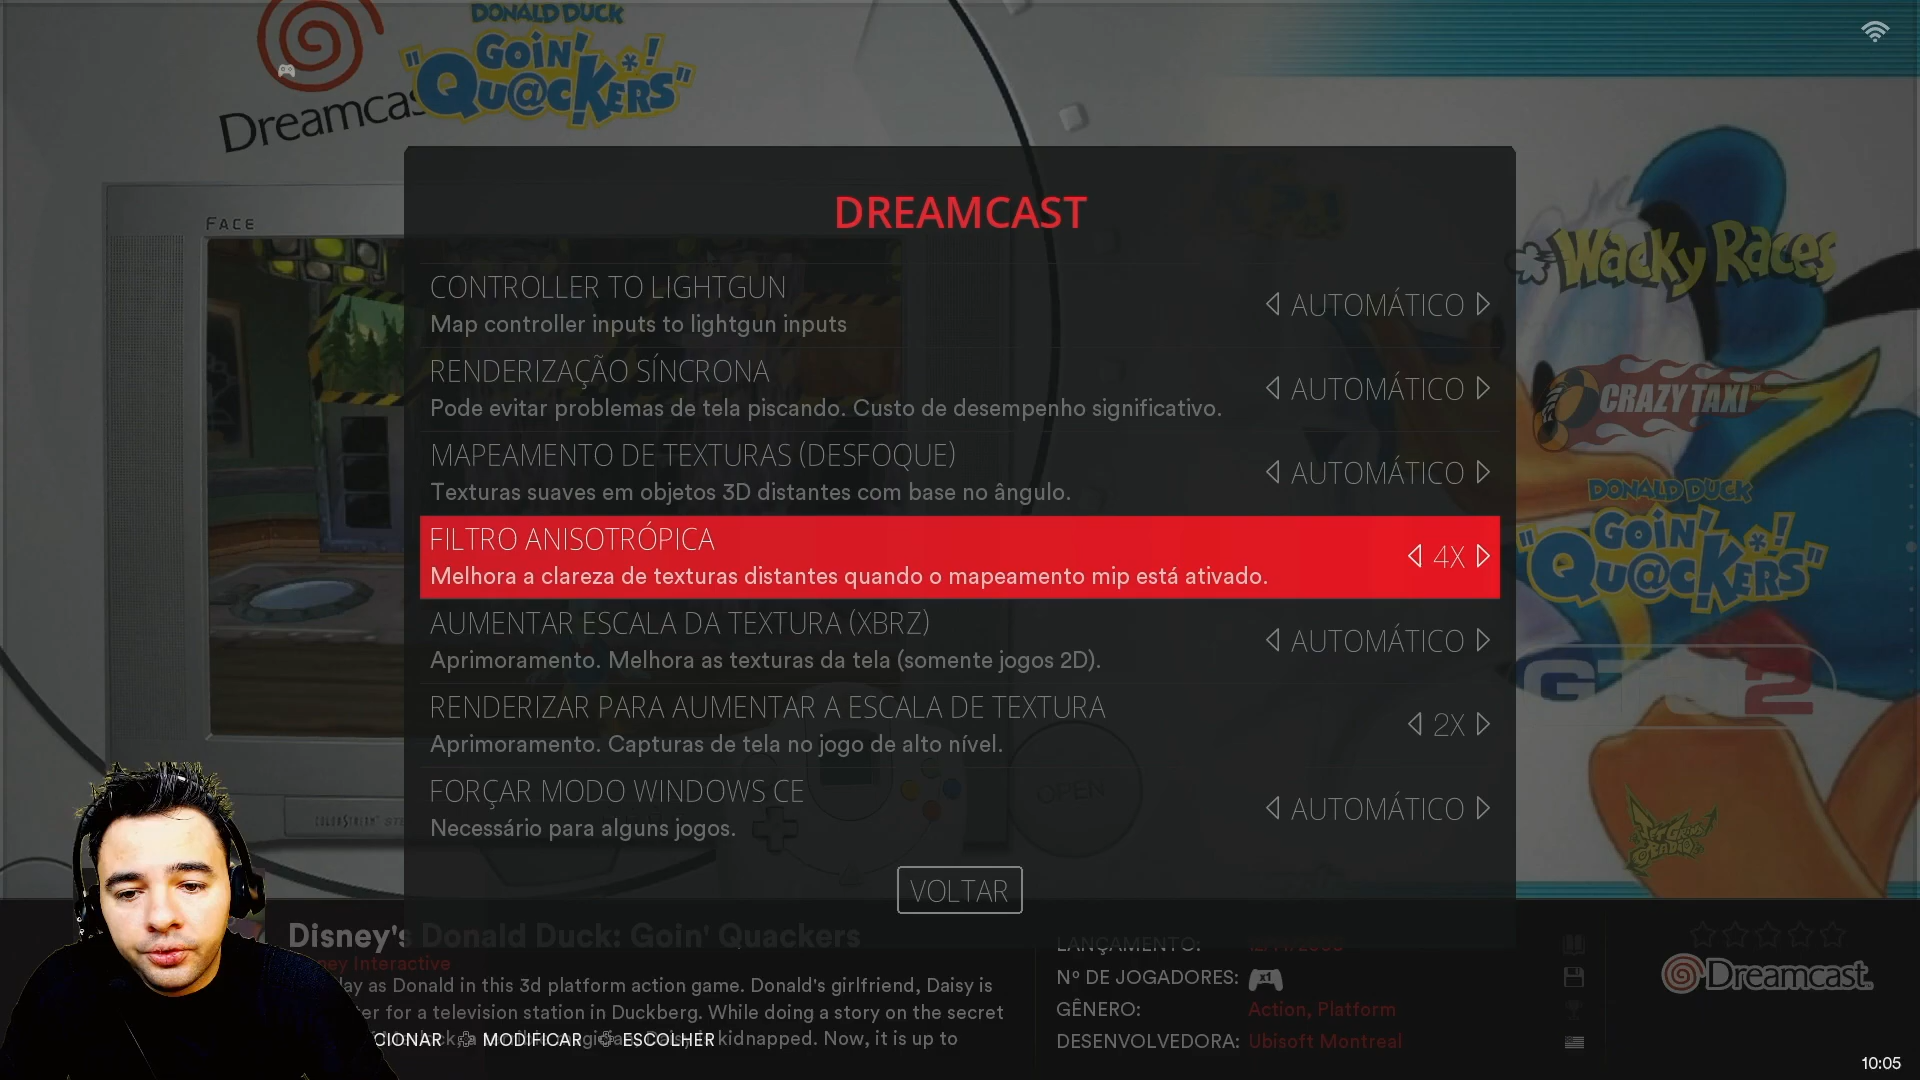 DONALD DUCK
"GOIN' QU@CKERS*!"
Dreamcas
FACE
DREAMCAST
CONTROLLER TO LIGHTGUN
Map controller inputs to lightgun inputs
AUTOMÁTICO
RENDERIZAÇÃO SÍNCRONA
Pode evitar problemas de tela piscando. Custo de desempenho significativo.
AUTOMÁTICO
MAPEAMENTO DE TEXTURAS (DESFOQUE)
Texturas suaves em objetos 3D distantes com base no ângulo.
AUTOMÁTICO
FILTRO ANISOTRÓPICA
Melhora a clareza de texturas distantes quando o mapeamento mip está ativado.
4X
AUMENTAR ESCALA DA TEXTURA (XBRZ)
Aprimoramento. Melhora as texturas da tela (somente jogos 2D).
AUTOMÁTICO
RENDERIZAR PARA AUMENTAR A ESCALA DE TEXTURA
Aprimoramento. Capturas de tela no jogo de alto nível.
2X
FORÇAR MODO WINDOWS CE
Necessário para alguns jogos.
AUTOMÁTICO
VOLTAR
OPEN
Wacky Races
CRAZY TAXI
DONALD DUCK
"GOIN' QU@CKERS*!"
Disney's Donald Duck: Goin' Quackers
ney Interactive
lay as Donald in this 3d platform action game. Donald's girlfriend, Daisy is
ter for a television station in Duckberg. While doing a story on the secret
kidnapped. Now, it is up to
CIONAR MODIFICAR ESCOLHER
LANÇAMENTO:
Nº DE JOGADORES: x1
GÊNERO: Action, Platform
DESENVOLVEDORA: Ubisoft Montreal
Dreamcast.
10:05